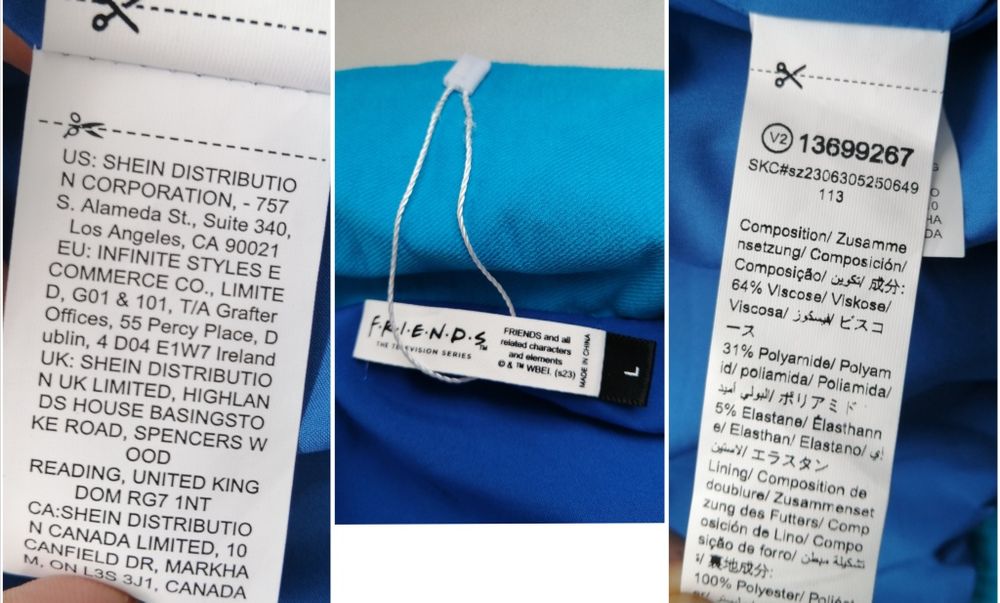 US: SHEIN DISTRIBUTIO
N CORPORATION, - 757
S. Alameda St., Suite 340,
Los Angeles, CA 90021
EU: INFINITE STYLES E
COMMERCE CO., LIMITE
D, G01 & 101, T/A Grafter
Offices, 55 Percy Place, D
ublin, 4 D04 E1W7 Ireland
UK: SHEIN DISTRIBUTIO
N UK LIMITED, HIGHLAN
DS HOUSE BASINGSTO
KE ROAD, SPENCERS W
OOD
READING, UNITED KING
DOM RG7 1NT
CA:SHEIN DISTRIBUTIO
N CANADA LIMITED, 10
CANFIELD DR, MARKHA
M, ON L3S 3J1, CANADA
F·R·I·E·N·D·S™
THE TELEVISION SERIES
FRIENDS and all
related characters
and elements
© & ™ WBEI. (s23)
MADE IN CHINA
L
V2 13699267
SKC#sz2306305250649
113
Composition/ Zusamme
nsetzung/ Composición/
Composição/ تكوين/ 成分:
64% Viscose/ Viskose/
Viscosa/ فيسكوز/ ビスコ
ース
31% Polyamide/ Polyam
id/ poliamida/ Poliamida/
البولي أميد/ ポリアミド
5% Elastane/ Élasthann
e/ Elasthan/ Elastano/ إي
لاستين/ エラスタン
Lining/ Composition de
doublure/ Zusammenset
zung des Futters/ Comp
osición de Lino/ Compo
sição de forro/ تشكيلة مبطن
/ 裏地成分:
100% Polyester/